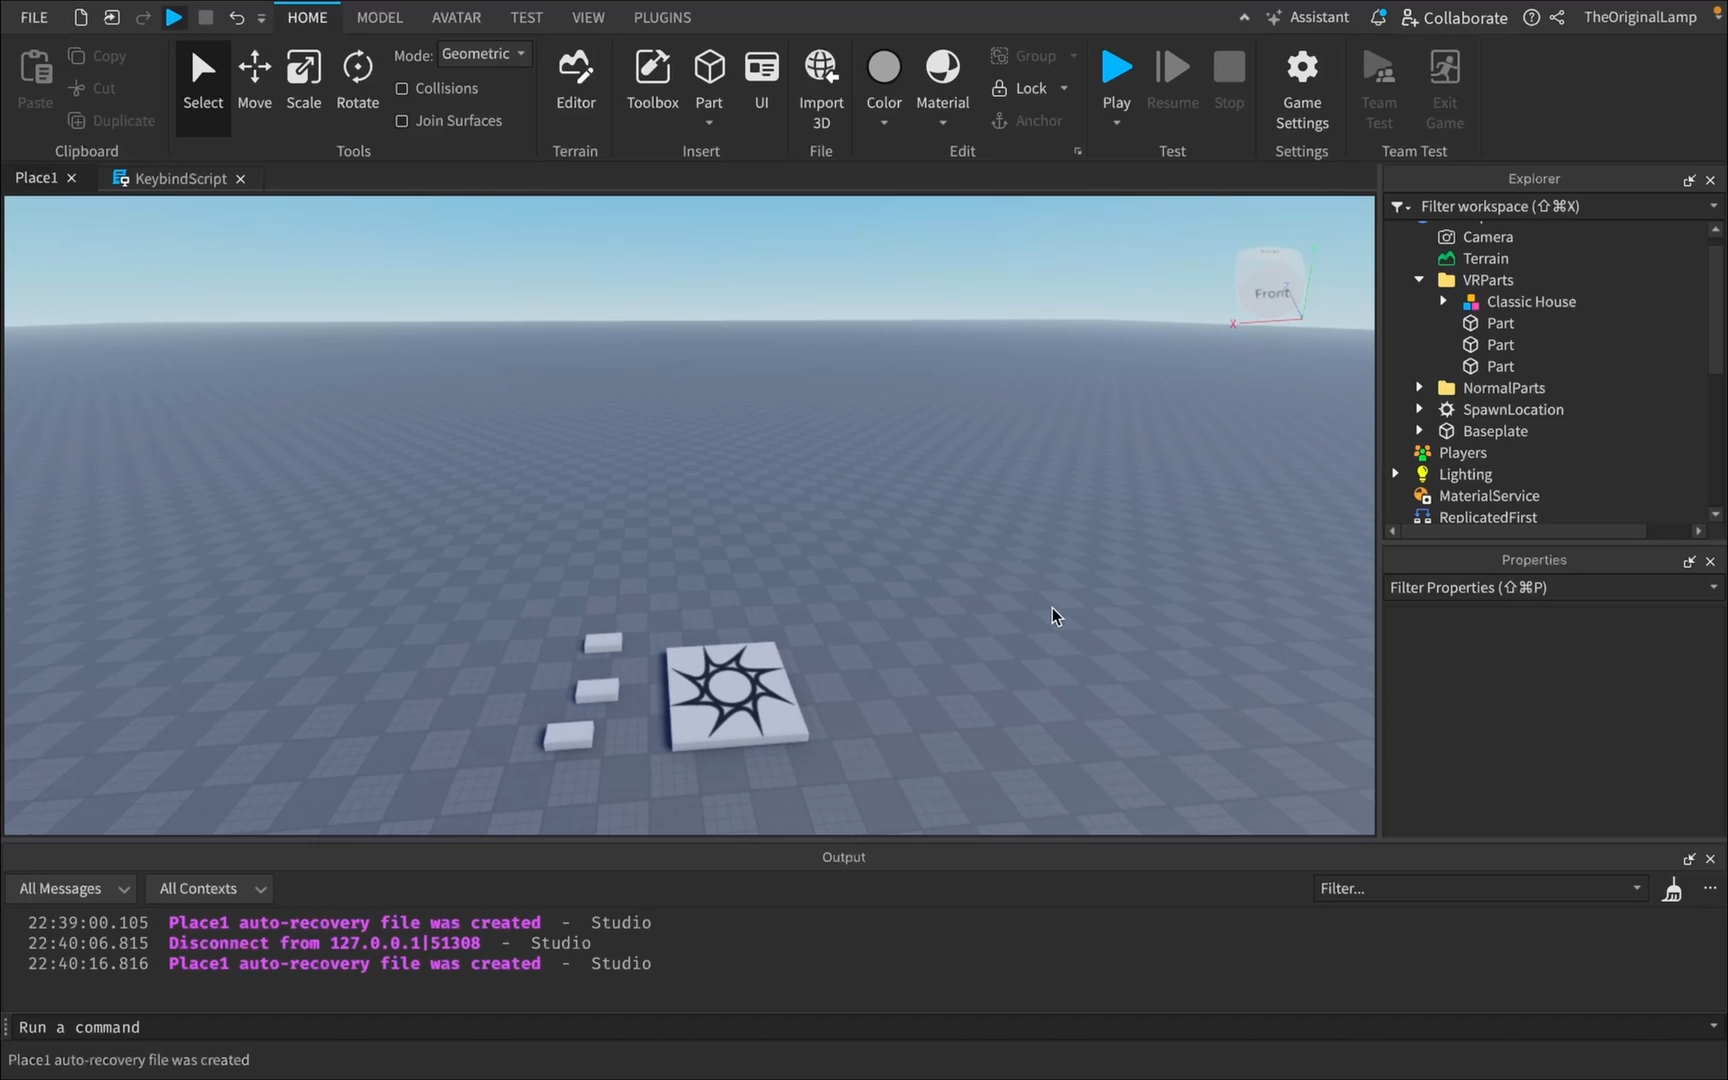 FILE HOME MODEL AVATAR TEST VIEW PLUGINS Assistant Collaborate TheOriginalLamp
Paste Copy Cut Duplicate
Clipboard
Select Move Scale Rotate
Mode: Geometric
Collisions
Join Surfaces
Tools
Editor
Terrain
Toolbox Part UI
Insert
Import
3D
File
Color Material
Group
Lock
Anchor
Edit
Play Resume Stop
Test
Game
Settings
Settings
Team
Test
Exit
Game
Team Test
Place1 KeybindScript
Front
X
Z
Explorer
Filter workspace (⇧⌘X)
Camera
Terrain
VRParts
Classic House
Part
Part
Part
NormalParts
SpawnLocation
Baseplate
Players
Lighting
MaterialService
ReplicatedFirst
Properties
Filter Properties (⇧⌘P)
Output
All Messages All Contexts Filter...
22:39:00.105 Place1 auto-recovery file was created - Studio
22:40:06.815 Disconnect from 127.0.0.1|51308 - Studio
22:40:16.816 Place1 auto-recovery file was created - Studio
Run a command
Place1 auto-recovery file was created